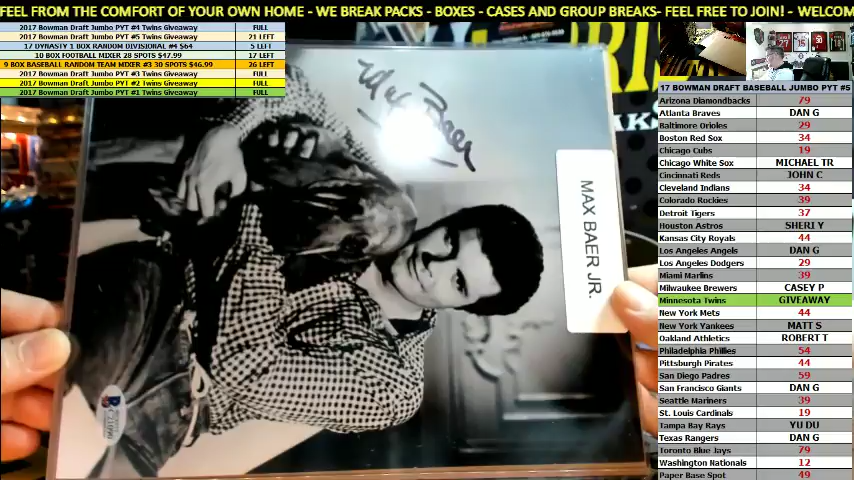 FEEL FROM THE COMFORT OF YOUR OWN HOME - WE BREAK PACKS - BOXES - CASES AND GROUP BREAKS- FEEL FREE TO JOIN! - WELCOM
2017 Bowman Draft Jumbo PYT #4 Twins Giveaway FULL
2017 Bowman Draft Jumbo PYT #5 Twins Giveaway 21 LEFT
17 DYNASTY 1 BOX RANDOM DIVISIONAL #4 $64 5 LEFT
10 BOX FOOTBALL MIXER 28 SPOTS $47.99 17 LEFT
9 BOX BASEBALL RANDOM TEAM MIXER #3 30 SPOTS $46.99 26 LEFT
2017 Bowman Draft Jumbo PYT #3 Twins Giveaway FULL
2017 Bowman Draft Jumbo PYT #2 Twins Giveaway FULL
2017 Bowman Draft Jumbo PYT #1 Twins Giveaway FULL
Max Baer
MAX BAER JR.
17 BOWMAN DRAFT BASEBALL JUMBO PYT #5
Arizona Diamondbacks 79
Atlanta Braves DAN G
Baltimore Orioles 29
Boston Red Sox 34
Chicago Cubs 19
Chicago White Sox MICHAEL TR
Cincinnati Reds JOHN C
Cleveland Indians 34
Colorado Rockies 39
Detroit Tigers 37
Houston Astros SHERI Y
Kansas City Royals 44
Los Angeles Angels DAN G
Los Angeles Dodgers 29
Miami Marlins 39
Milwaukee Brewers CASEY P
Minnesota Twins GIVEAWAY
New York Mets 44
New York Yankees MATT S
Oakland Athletics ROBERT T
Philadelphia Phillies 54
Pittsburgh Pirates 44
San Diego Padres 59
San Francisco Giants DAN G
Seattle Mariners 39
St. Louis Cardinals 19
Tampa Bay Rays YU DU
Texas Rangers DAN G
Toronto Blue Jays 79
Washington Nationals 12
Paper Base Spot 49